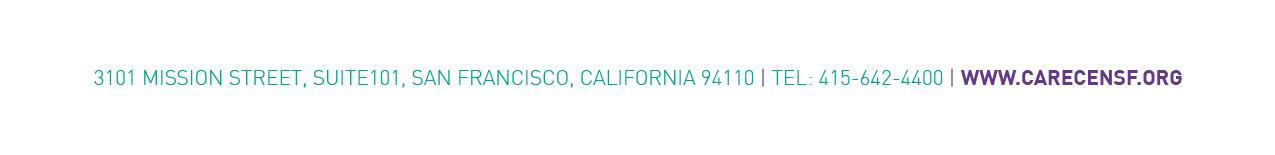 3101 MISSION STREET, SUITE101, SAN FRANCISCO, CALIFORNIA 94110 | TEL: 415-642-4400 | WWW.CARECENSF.ORG